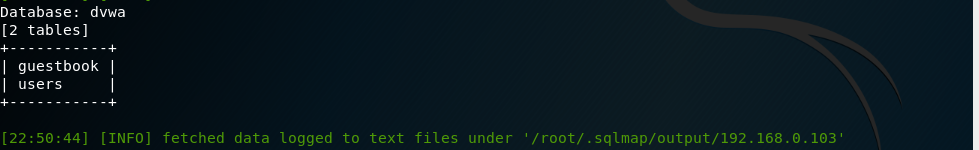 Database: dvwa
[2 tables]
+-----------+
| guestbook |
| users     |
+-----------+
[22:50:44] [INFO] fetched data logged to text files under '/root/.sqlmap/output/192.168.0.103'